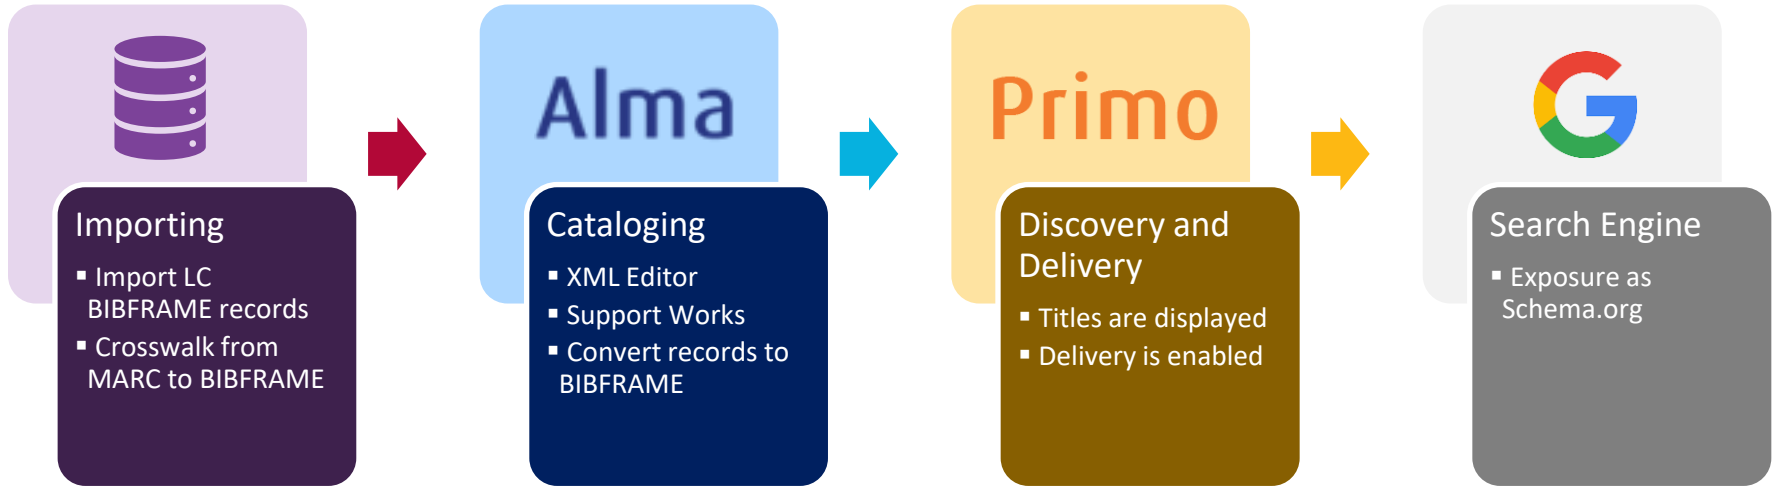 Importing
▪ Import LC
BIBFRAME records
▪ Crosswalk from
MARC to BIBFRAME
Alma
Cataloging
▪ XML Editor
▪ Support Works
▪ Convert records to
BIBFRAME
Primo
Discovery and
Delivery
▪ Titles are displayed
▪ Delivery is enabled
G
Search Engine
▪ Exposure as
Schema.org